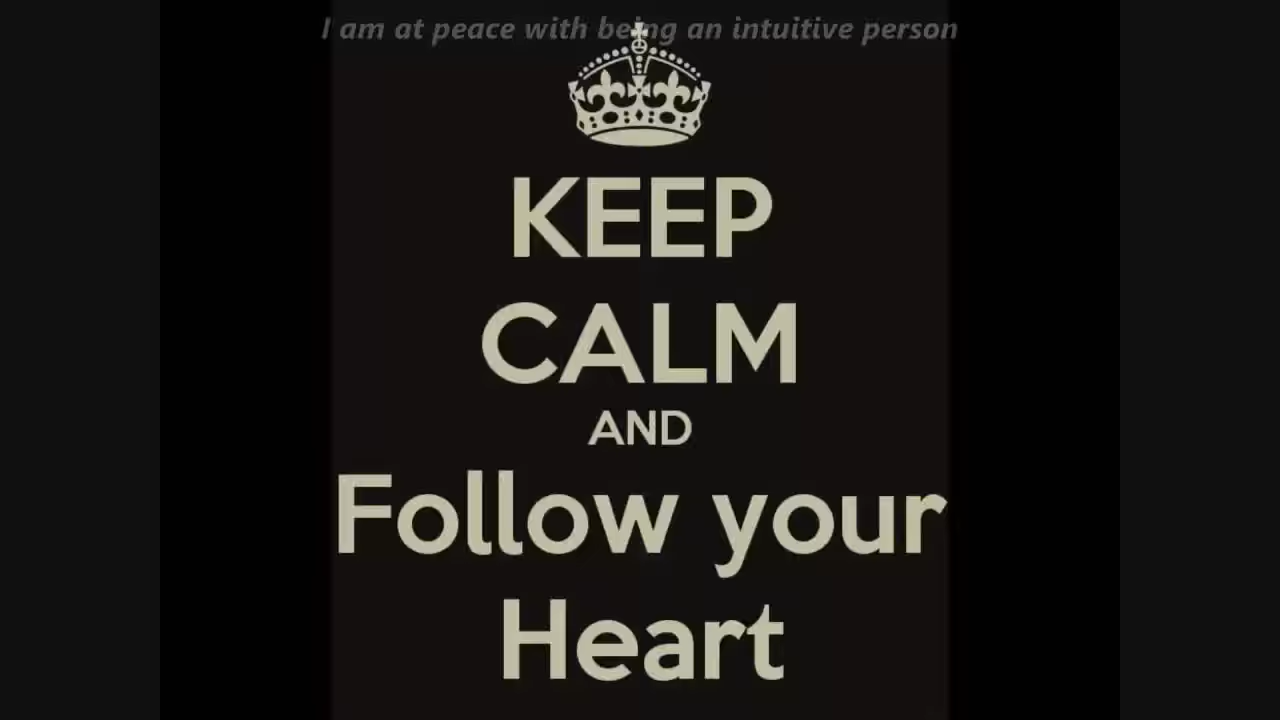 I am at peace with being an intuitive person
KEEP
CALM
AND
Follow your
Heart